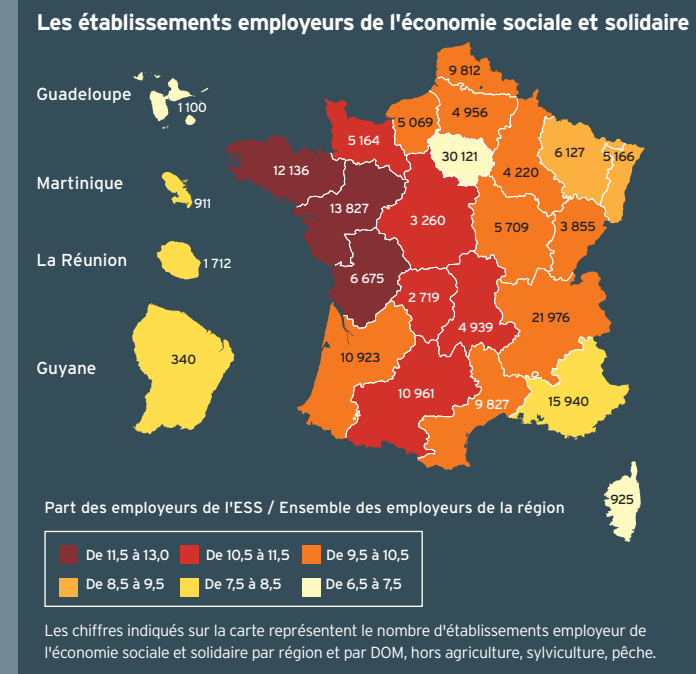 Les établissements employeurs de l'économie sociale et solidaire
9 812
Guadeloupe
1 100
4 956
5 069
5 164
30 121
6 127
5 166
12 136
4 220
Martinique
911
13 827
3 260
5 709
3 855
La Réunion
1 712
6 675
2 719
21 976
4 939
340
10 923
Guyane
10 961
9 827
15 940
925
Part des employeurs de l'ESS / Ensemble des employeurs de la région
De 11,5 à 13,0 De 10,5 à 11,5 De 9,5 à 10,5
De 8,5 à 9,5 De 7,5 à 8,5 De 6,5 à 7,5
Les chiffres indiqués sur la carte représentent le nombre d'établissements employeur de
l'économie sociale et solidaire par région et par DOM, hors agriculture, sylviculture, pêche.